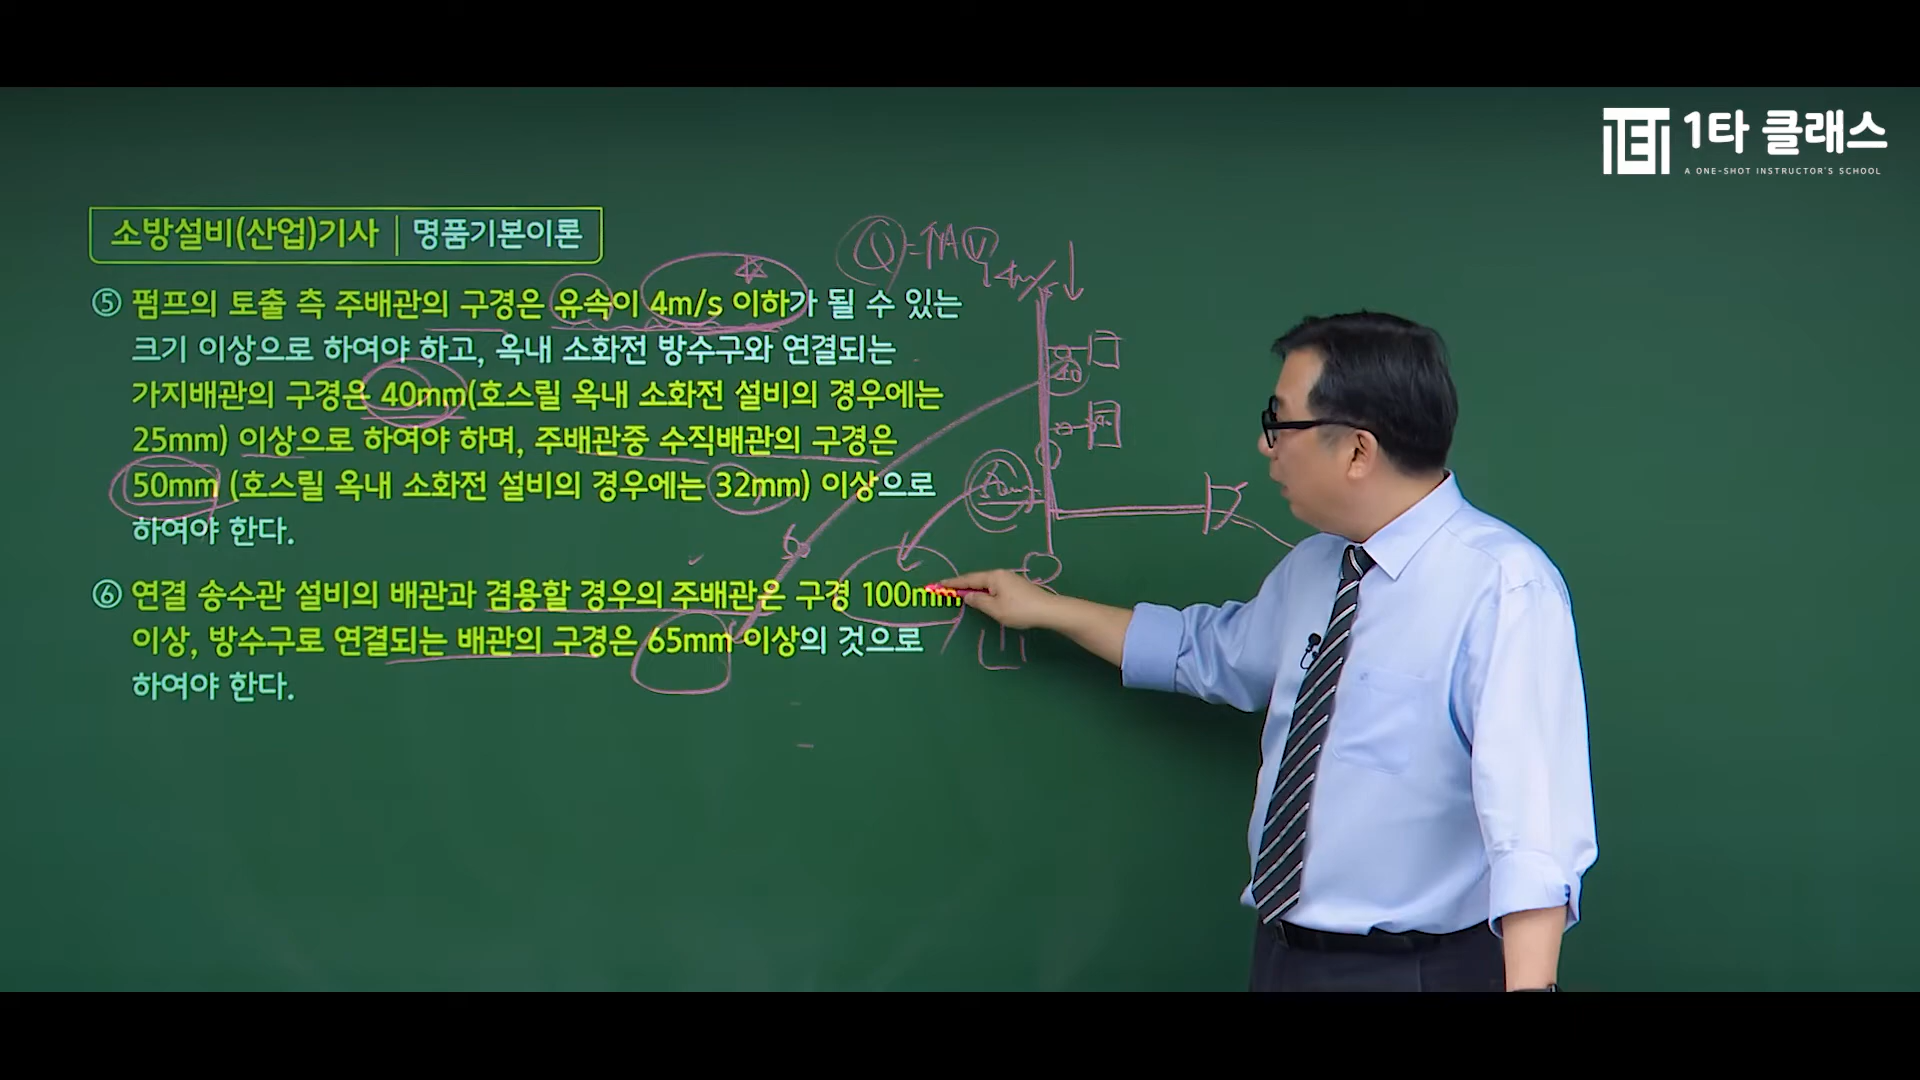 1타 클래스
A ONE-SHOT INSTRUCTOR'S SCHOOL
소방설비(산업)기사 | 명품기본이론
⑤ 펌프의 토출 측 주배관의 구경은 유속이 4m/s 이하가 될 수 있는
크기 이상으로 하여야 하고, 옥내 소화전 방수구와 연결되는
가지배관의 구경은 40mm(호스릴 옥내 소화전 설비의 경우에는
25mm) 이상으로 하여야 하며, 주배관중 수직배관의 구경은
50mm (호스릴 옥내 소화전 설비의 경우에는 32mm) 이상으로
하여야 한다.
⑥ 연결 송수관 설비의 배관과 겸용할 경우의 주배관은 구경 100mm
이상, 방수구로 연결되는 배관의 구경은 65mm 이상의 것으로
하여야 한다.
Q=↑A V
4m/s
40